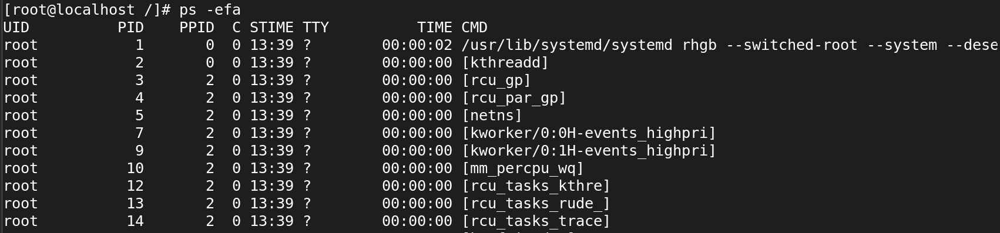 [root@localhost /]# ps -efa
UID          PID    PPID  C STIME TTY          TIME CMD
root           1       0  0 13:39 ?        00:00:02 /usr/lib/systemd/systemd rhgb --switched-root --system --dese
root           2       0  0 13:39 ?        00:00:00 [kthreadd]
root           3       2  0 13:39 ?        00:00:00 [rcu_gp]
root           4       2  0 13:39 ?        00:00:00 [rcu_par_gp]
root           5       2  0 13:39 ?        00:00:00 [netns]
root           7       2  0 13:39 ?        00:00:00 [kworker/0:0H-events_highpri]
root           9       2  0 13:39 ?        00:00:00 [kworker/0:1H-events_highpri]
root          10       2  0 13:39 ?        00:00:00 [mm_percpu_wq]
root          12       2  0 13:39 ?        00:00:00 [rcu_tasks_kthre]
root          13       2  0 13:39 ?        00:00:00 [rcu_tasks_rude_]
root          14       2  0 13:39 ?        00:00:00 [rcu_tasks_trace]